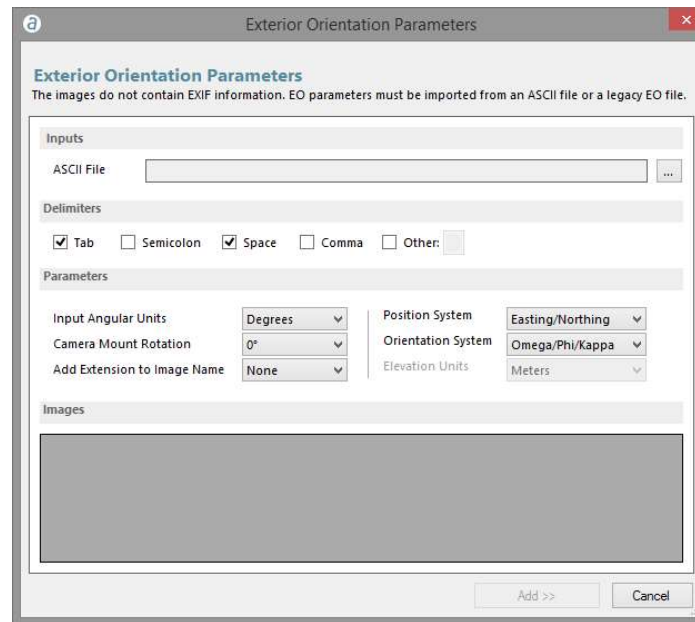 a Exterior Orientation Parameters x
Exterior Orientation Parameters
The images do not contain EXIF information. EO parameters must be imported from an ASCII file or a legacy EO file.
Inputs
ASCII File ...
Delimiters
Tab Semicolon Space Comma Other:
Parameters
Input Angular Units Degrees Position System Easting/Northing
Camera Mount Rotation 0° Orientation System Omega/Phi/Kappa
Add Extension to Image Name None Elevation Units Meters
Images
Add >> Cancel